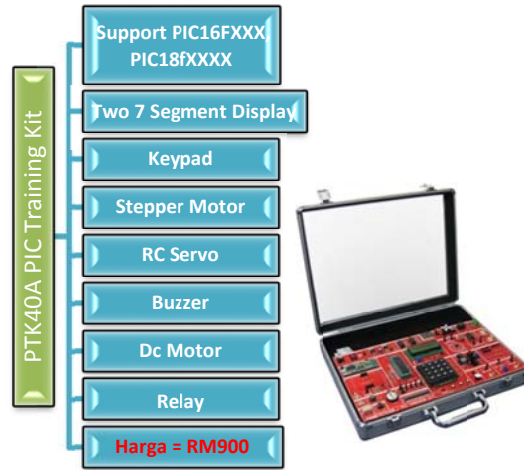 PTK40A PIC Training Kit
Support PIC16FXXX
PIC18fXXXX
Two 7 Segment Display
Keypad
Stepper Motor
RC Servo
Buzzer
Dc Motor
Relay
Harga = RM900